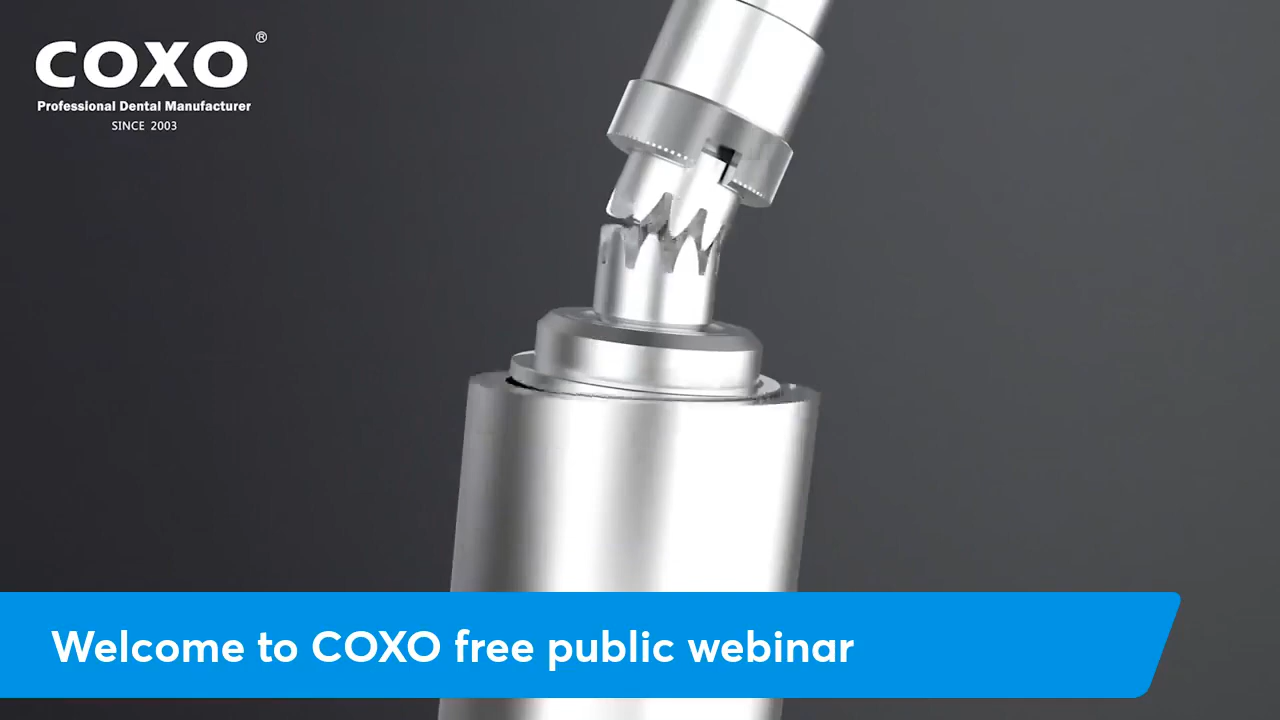 COXO®
Professional Dental Manufacturer
SINCE 2003
Welcome to COXO free public webinar